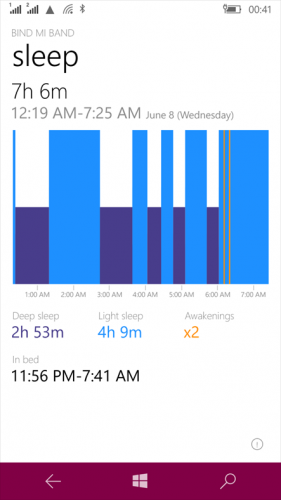 1 2 00:41
BIND MI BAND
sleep
7h 6m
12:19 AM-7:25 AM June 8 (Wednesday)
1:00 AM 2:00 AM 3:00 AM 4:00 AM 5:00 AM 6:00 AM 7:00 AM
Deep sleep Light sleep Awakenings
2h 53m 4h 9m x2
In bed
11:56 PM-7:41 AM